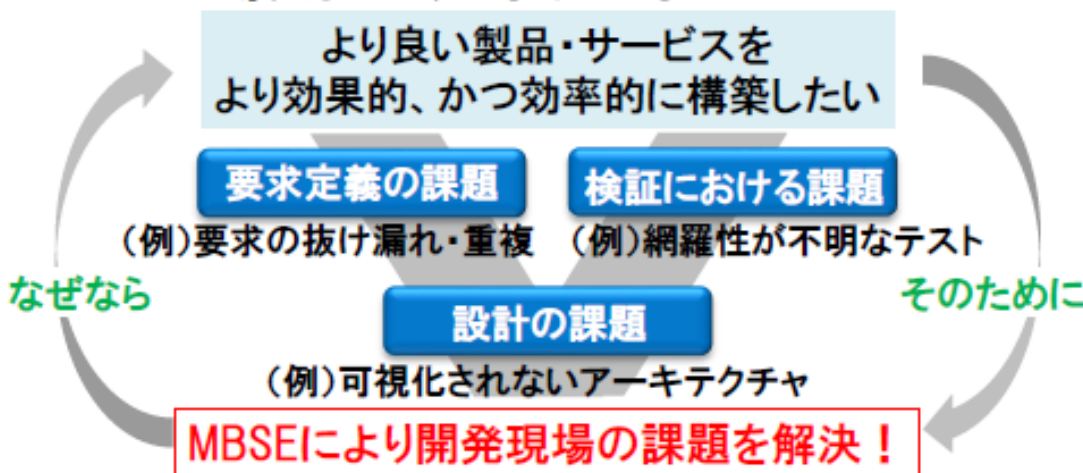 より良い製品・サービスを
より効果的、かつ効率的に構築したい
要求定義の課題
検証における課題
（例）要求の抜け漏れ・重複
（例）網羅性が不明なテスト
なぜなら
そのために
設計の課題
（例）可視化されないアーキテクチャ
MBSEにより開発現場の課題を解決！